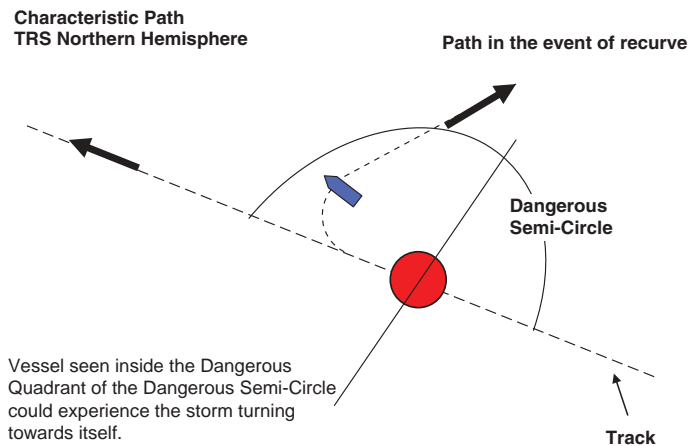 Characteristic Path
TRS Northern Hemisphere
Path in the event of recurve
Dangerous
Semi-Circle
Vessel seen inside the Dangerous
Quadrant of the Dangerous Semi-Circle
could experience the storm turning
towards itself.
Track